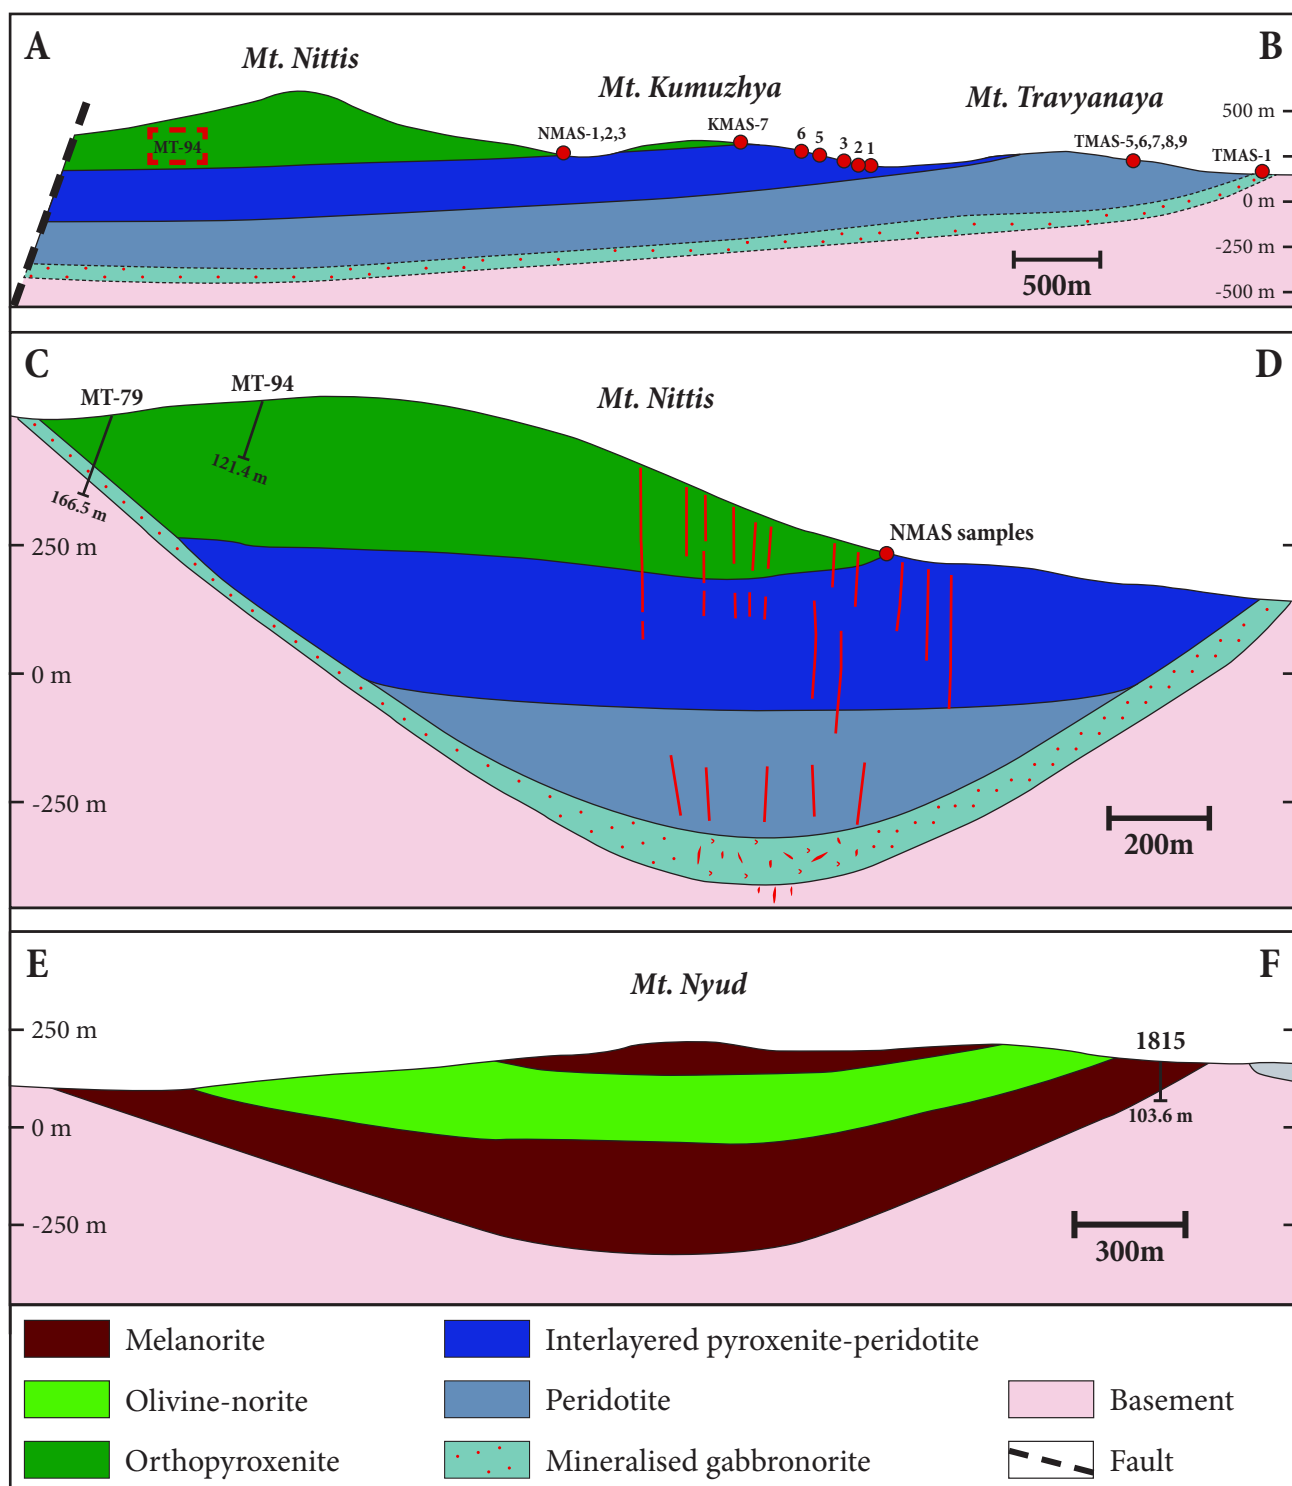 A
B
Mt. Nittis
Mt. Kumuzhya
Mt. Travyanaya
500 m
MT-94
NMAS-1,2,3
KMAS-7
6
5
3
2
1
TMAS-5,6,7,8,9
TMAS-1
0 m
-250 m
-500 m
500m
C
D
MT-79
MT-94
Mt. Nittis
121.4 m
166.5 m
NMAS samples
250 m
0 m
-250 m
200m
E
F
Mt. Nyud
250 m
1815
103.6 m
0 m
-250 m
300m
Melanorite
Interlayered pyroxenite-peridotite
Olivine-norite
Peridotite
Basement
Orthopyroxenite
Mineralised gabbronorite
Fault